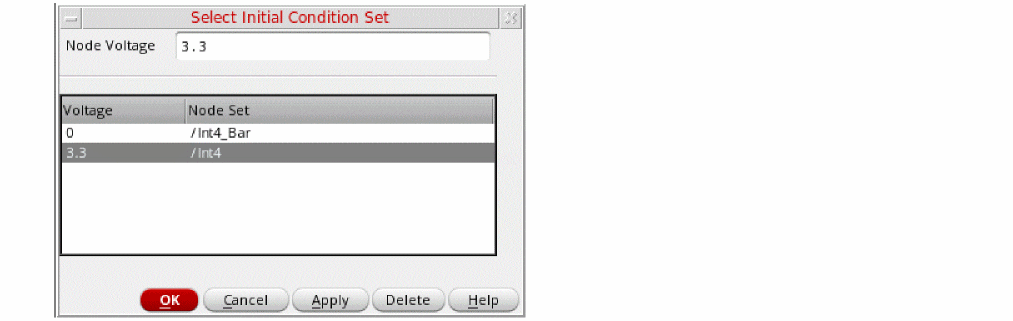 Select Initial Condition Set
Node Voltage 3.3
Voltage Node Set
0 /Int4_Bar
3.3 /Int4
OK Cancel Apply Delete Help